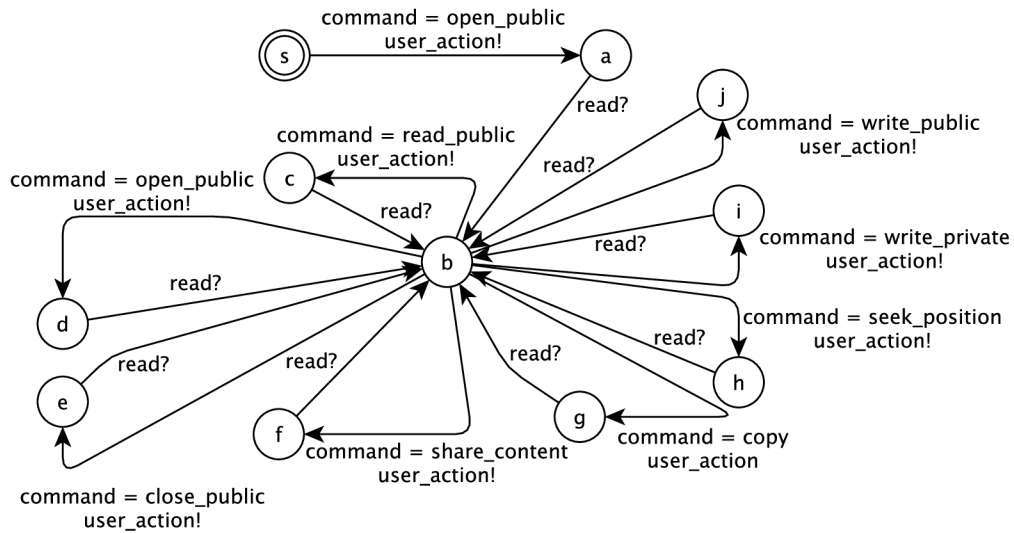 command = open_public
user_action!
s
a
read?
j
command = write_public
user_action!
command = read_public
user_action!
c
read?
read?
command = open_public
user_action!
i
command = write_private
user_action!
read?
b
read?
d
command = seek_position
user_action!
read?
h
read?
e
read?
read?
g
f
command = copy
user_action
command = share_content
user_action!
command = close_public
user_action!